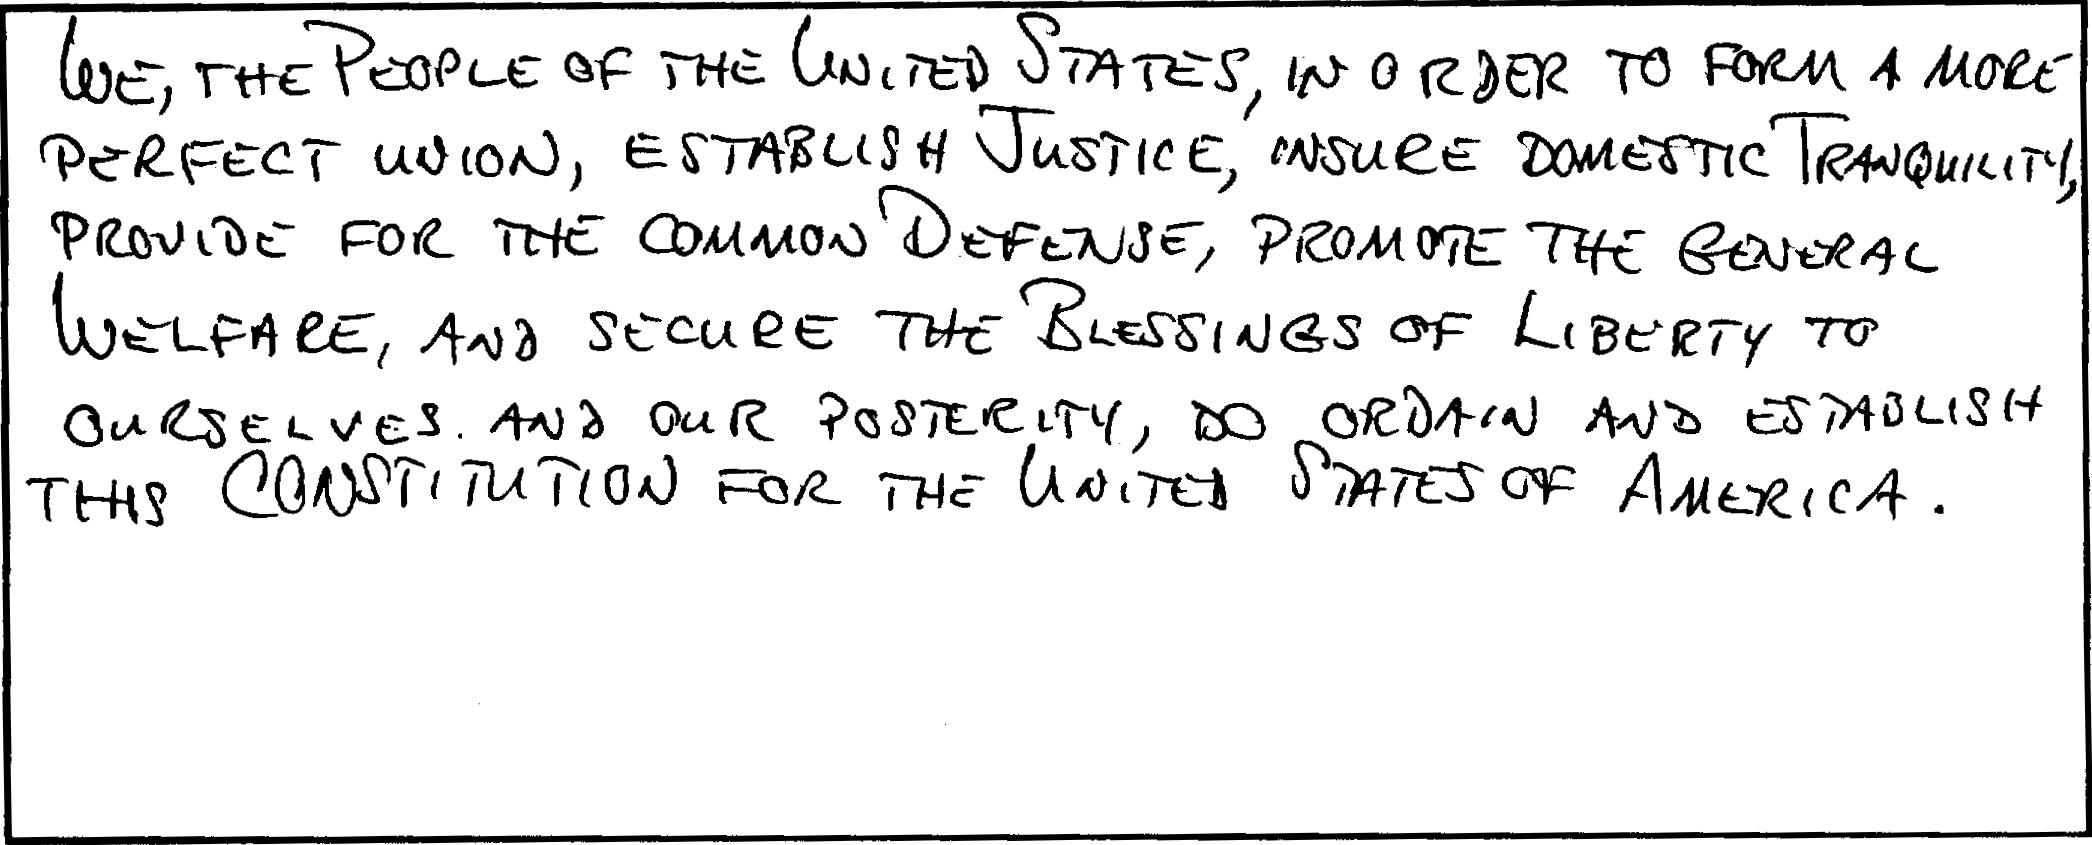 WE, THE PEOPLE OF THE UNITED STATES, IN ORDER TO FORM A MORE
PERFECT UNION, ESTABLISH JUSTICE, INSURE DOMESTIC TRANQUILITY,
PROVIDE FOR THE COMMON DEFENSE, PROMOTE THE GENERAL
WELFARE, AND SECURE THE BLESSINGS OF LIBERTY TO
OURSELVES. AND OUR POSTERITY, DO ORDAIN AND ESTABLISH
THIS CONSTITUTION FOR THE UNITED STATES OF AMERICA.